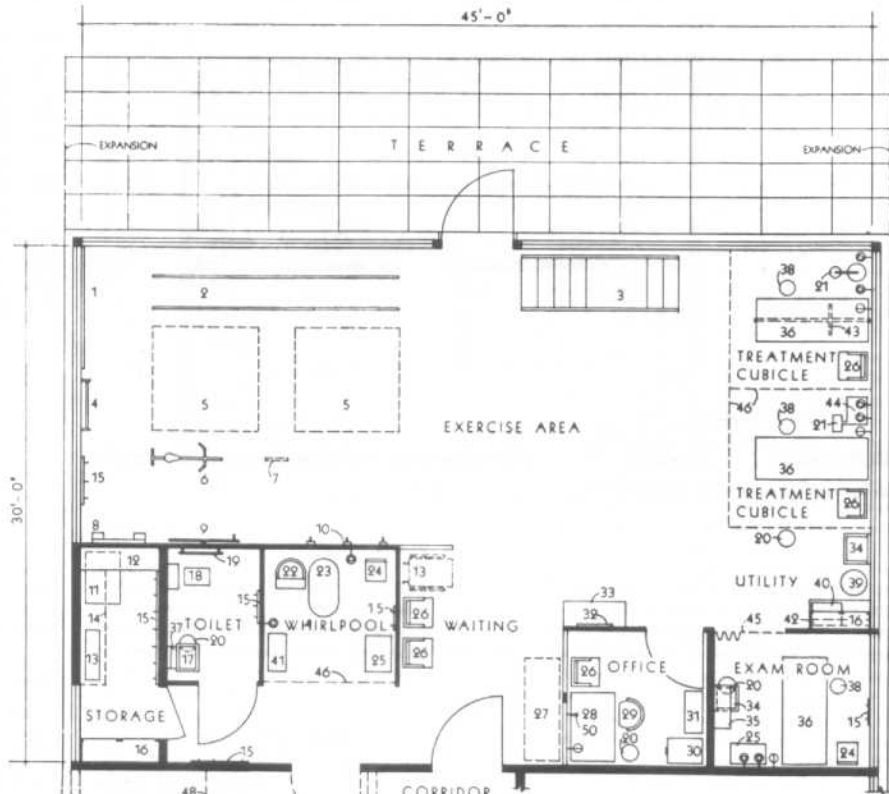 45'-0"
EXPANSION TERRACE EXPANSION
30'-0"
1 2 3 38 21
36 43
TREATMENT CUBICLE 26
4 5 5 46 38 44 21
EXERCISE AREA
36
15 6 7
TREATMENT CUBICLE 26
8 9 10 20 34
12 19 22 23 24 13
11 18 UTILITY 39
14 15 15 15 26 33 40
TOILET WHIRLPOOL WAITING 32 42 16
37 20 45
13 17 41 25 26 26 OFFICE EXAM ROOM
46 20 38
34
STORAGE 27 28 29 31 35 36 15
50 25
16 15 20 30 24
48 CORRIDOR